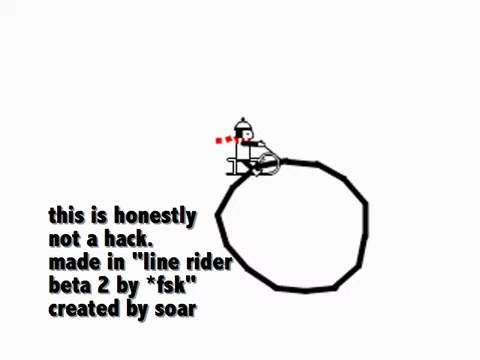 this is honestly
not a hack.
made in "line rider
beta 2 by *fsk"
created by soar